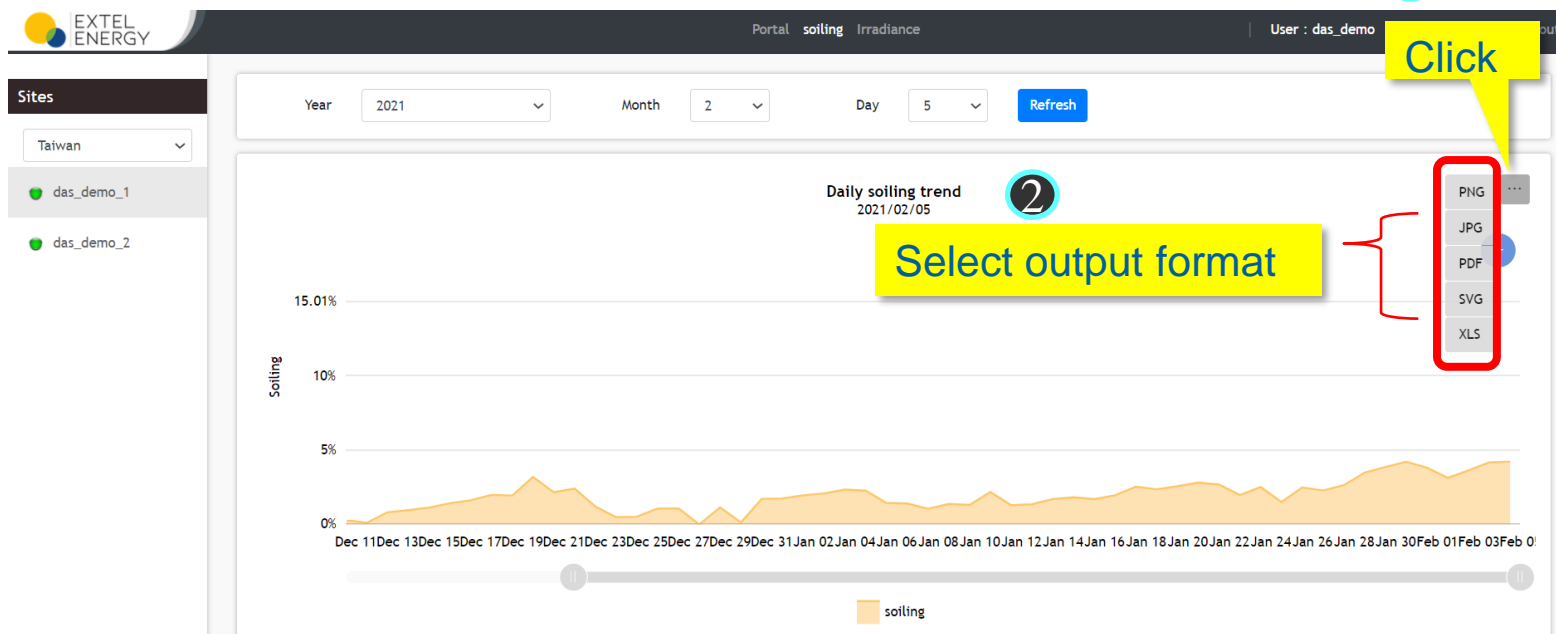 EXTEL
ENERGY
Portal soiling Irradiance
User : das_demo
Click
Sites
Year 2021 Month 2 Day 5 Refresh
Taiwan
das_demo_1
das_demo_2
Daily soiling trend
2021/02/05
2
Select output format
...
PNG
JPG
PDF
SVG
XLS
15.01%
10%
5%
0%
Soiling
Dec 11Dec 13Dec 15Dec 17Dec 19Dec 21Dec 23Dec 25Dec 27Dec 29Dec 31Jan 02Jan 04Jan 06Jan 08Jan 10Jan 12Jan 14Jan 16Jan 18Jan 20Jan 22Jan 24Jan 26Jan 28Jan 30Feb 01Feb 03Feb 0
soiling